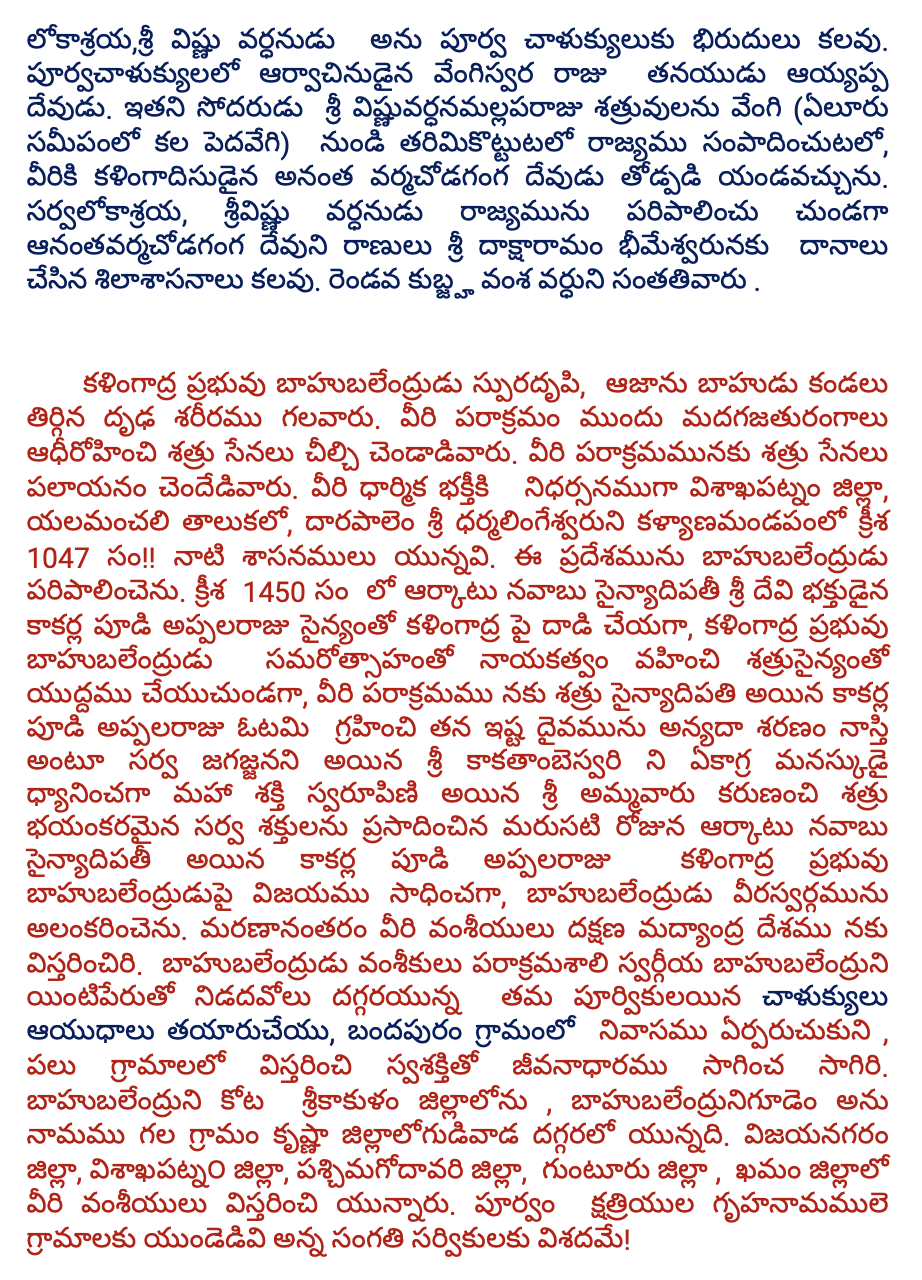 లోకాశ్రయ,శ్రీ విష్ణు వర్ధనుడు అను పూర్వ చాళుక్యులుకు భిరుదులు కలవు.
పూర్వచాళుక్యులలో ఆర్వాచినుడైన వేంగిస్వర రాజు తనయుడు ఆయ్యప్ప
దేవుడు. ఇతని సోదరుడు శ్రీ విష్ణువర్ధనమల్లపరాజు శత్రువులను వేంగి (ఏలూరు
సమీపంలో కల పెదవేగి) నుండి తరిమికొట్టుటలో రాజ్యము సంపాదించుటలో,
వీరికి కళింగాదిసుడైన అనంత వర్మచోడగంగ దేవుడు తోడ్పడి యండవచ్చును.
సర్వలోకాశ్రయ, శ్రీవిష్ణు వర్ధనుడు రాజ్యమును పరిపాలించు చుండగా
ఆనంతవర్మచోడగంగ దేవుని రాణులు శ్రీ దాక్షారామం భీమేశ్వరునకు దానాలు
చేసిన శిలాశాసనాలు కలవు. రెండవ కుబ్జ్హ వంశ వర్ధుని సంతతివారు .
కళింగాద్ర ప్రభువు బాహుబలేంద్రుడు స్పురదృపి, ఆజాను బాహుడు కండలు
తిర్గిన దృఢ శరీరము గలవారు. వీరి పరాక్రమం ముందు మదగజతురంగాలు
ఆధీరోహించి శత్రు సేనలు చీల్చి చెండాడివారు. వీరి పరాక్రమమునకు శత్రు సేనలు
పలాయనం చెందేడివారు. వీరి ధార్మిక భక్తీకి నిధర్సనముగా విశాఖపట్నం జిల్లా,
యలమంచలి తాలుకలో, దారపాలెం శ్రీ ధర్మలింగేశ్వరుని కళ్యాణమండపంలో క్రీశ
1047 సం!! నాటి శాసనములు యున్నవి. ఈ ప్రదేశమును బాహుబలేంద్రుడు
పరిపాలించెను. క్రీశ 1450 సం లో ఆర్కాటు నవాబు సైన్యాదిపతీ శ్రీ దేవి భక్తుడైన
కాకర్ల పూడి అప్పలరాజు సైన్యంతో కళింగాద్ర పై దాడి చేయగా, కళింగాద్ర ప్రభువు
బాహుబలేంద్రుడు సమరోత్సాహంతో నాయకత్వం వహించి శత్రుసైన్యంతో
యుద్దము చేయుచుండగా, వీరి పరాక్రమము నకు శత్రు సైన్యాదిపతి అయిన కాకర్ల
పూడి అప్పలరాజు ఓటమి గ్రహించి తన ఇష్ట దైవమును అన్యదా శరణం నాస్తి
అంటూ సర్వ జగజ్జనని అయిన శ్రీ కాకతాంబెస్వరి ని ఏకాగ్ర మనస్కుడై
ధ్యానించగా మహా శక్తి స్వరూపిణి అయిన శ్రీ అమ్మవారు కరుణంచి శత్రు
భయంకరమైన సర్వ శక్తులను ప్రసాదించిన మరుసటి రోజున ఆర్కాటు నవాబు
సైన్యాదిపతీ అయిన కాకర్ల పూడి అప్పలరాజు కళింగాద్ర ప్రభువు
బాహుబలేంద్రుడుపై విజయము సాధించగా, బాహుబలేంద్రుడు వీరస్వర్గమును
అలంకరించెను. మరణానంతరం వీరి వంశీయులు దక్షణ మద్యాంద్ర దేశము నకు
విస్తరించిరి. బాహుబలేంద్రుడు వంశీకులు పరాక్రమశాలి స్వర్గీయ బాహుబలేంద్రుని
యింటిపేరుతో నిడదవోలు దగ్గరయున్న తమ పూర్వికులయిన చాళుక్యులు
ఆయుధాలు తయారుచేయు, బందపురం గ్రామంలో నివాసము ఏర్పరుచుకుని ,
పలు గ్రామాలలో విస్తరించి స్వశక్తితో జీవనాధారము సాగించ సాగిరి.
బాహుబలేంద్రుని కోట శ్రీకాకుళం జిల్లాలోను , బాహుబలేంద్రునిగూడెం అను
నామము గల గ్రామం కృష్ణా జిల్లాలోగుడివాడ దగ్గరలో యున్నది. విజయనగరం
జిల్లా, విశాఖపట్నO జిల్లా, పశ్చిమగోదావరి జిల్లా, గుంటూరు జిల్లా , ఖమం జిల్లాలో
వీరి వంశీయులు విస్తరించి యున్నారు. పూర్వం క్షత్రియుల గృహనామములె
గ్రామాలకు యుండెడివి అన్న సంగతి సర్వికులకు విశదమే!